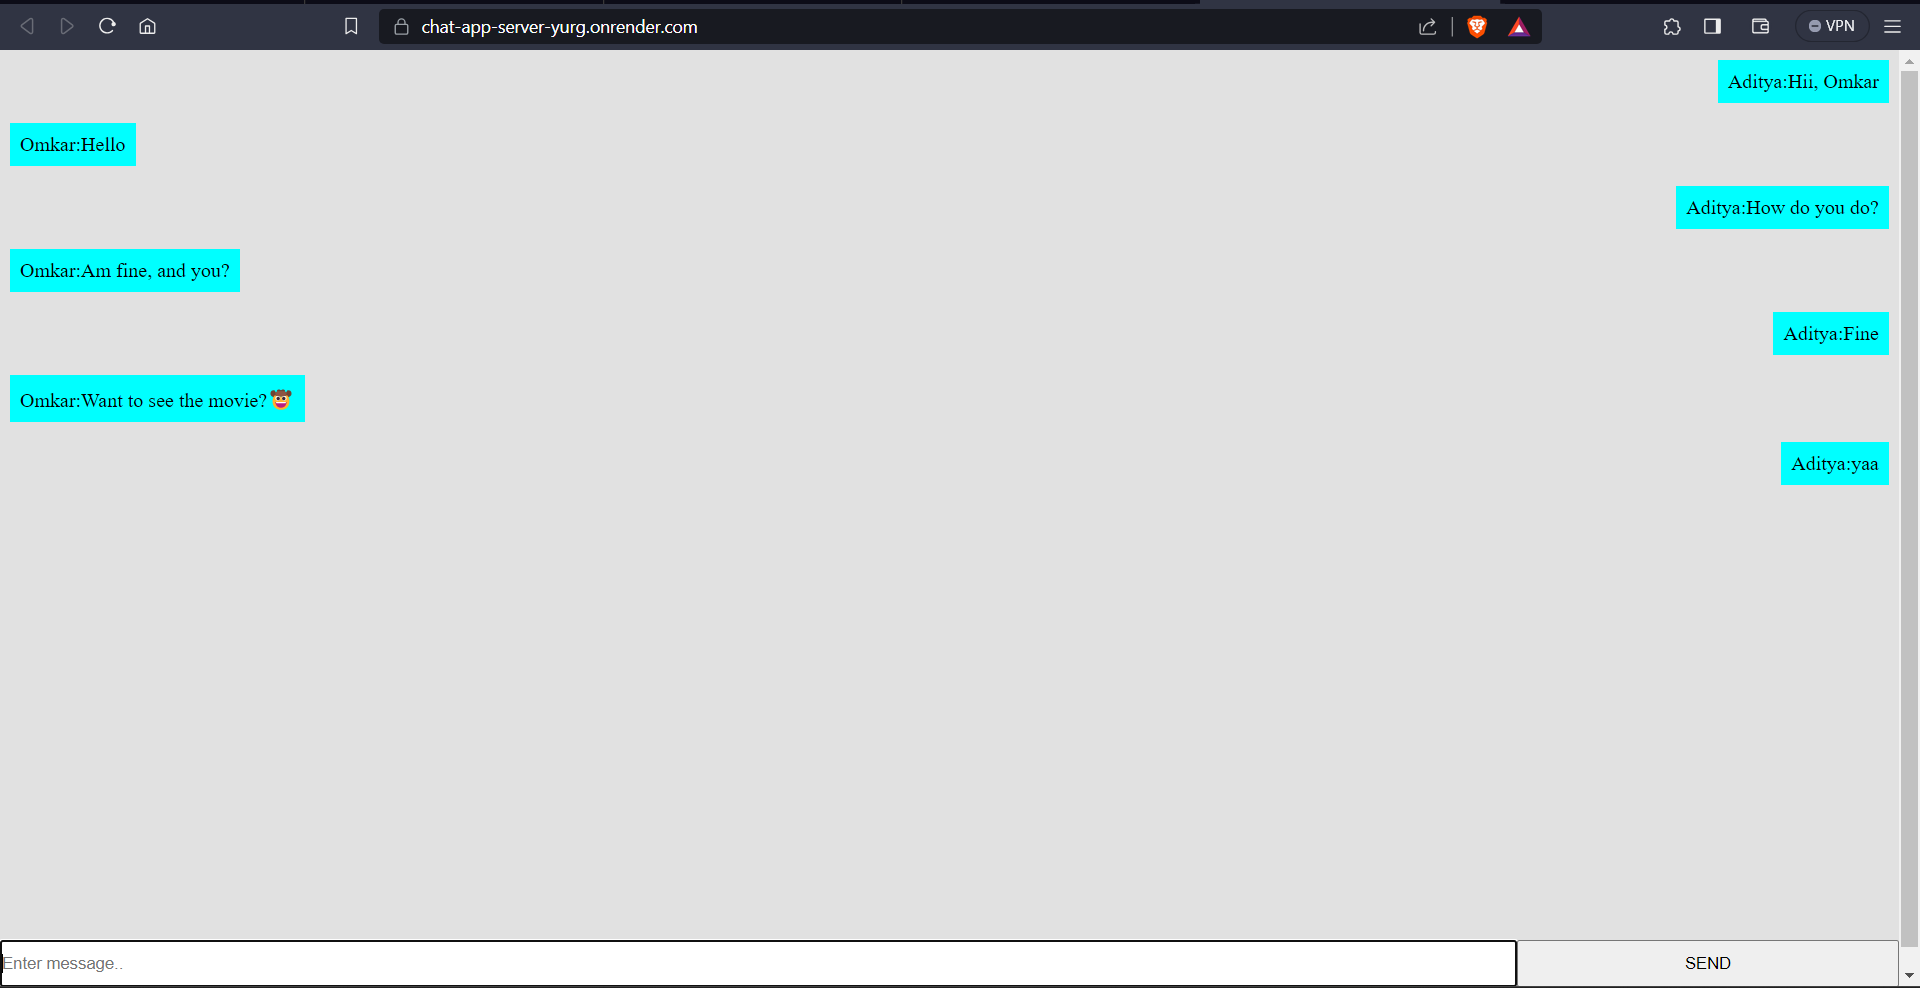 chat-app-server-yurg.onrender.com
VPN
Aditya:Hii, Omkar
Omkar:Hello
Aditya:How do you do?
Omkar:Am fine, and you?
Aditya:Fine
Omkar:Want to see the movie?🤠
Aditya:yaa
Enter message..
SEND